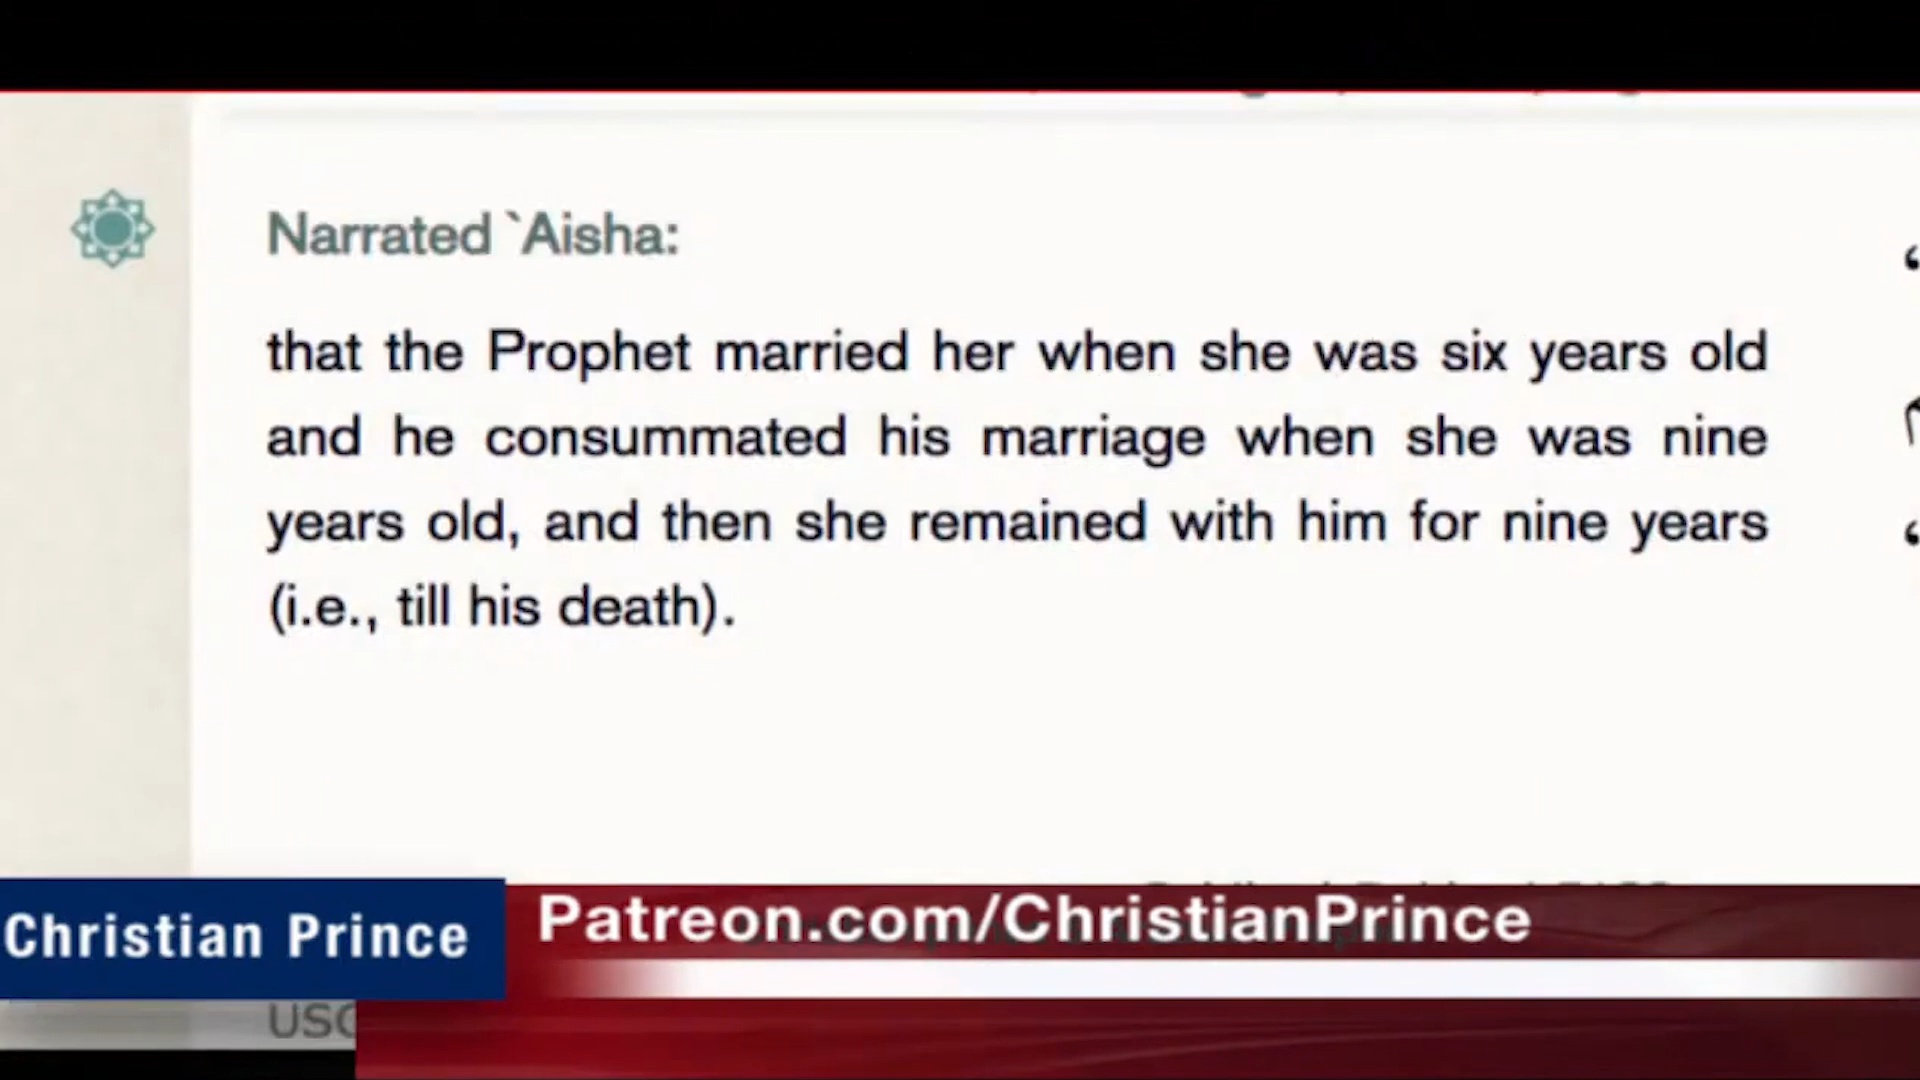 Narrated `Aisha:
that the Prophet married her when she was six years old
and he consummated his marriage when she was nine
years old, and then she remained with him for nine years
(i.e., till his death).
Christian Prince
Patreon.com/ChristianPrince
USC